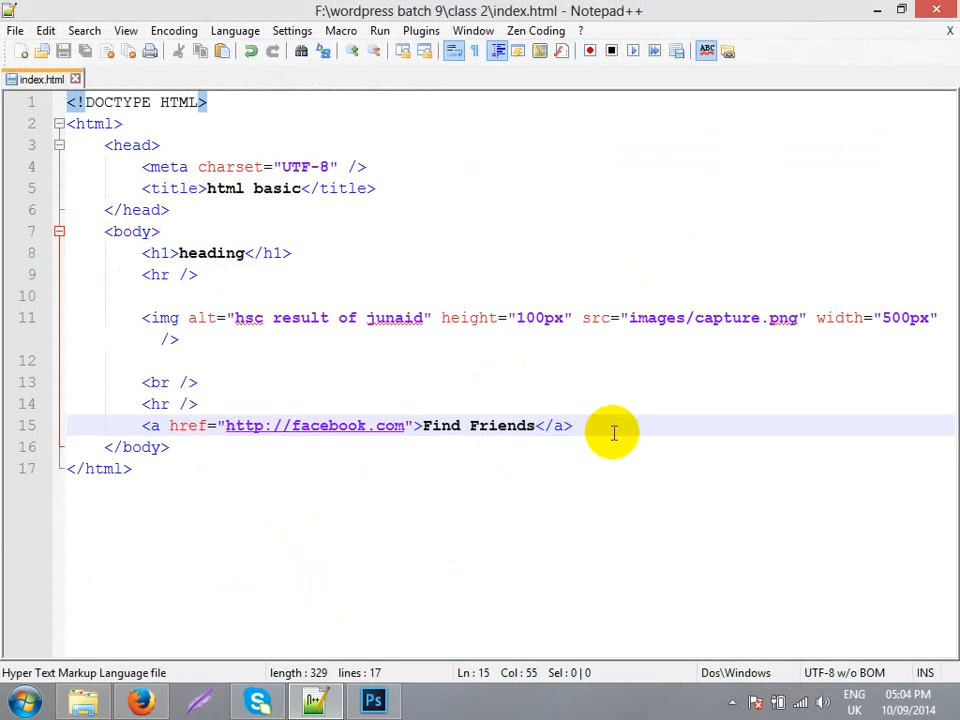 F:\wordpress batch 9\class 2\index.html - Notepad++
File Edit Search View Encoding Language Settings Macro Run Plugins Window Zen Coding ? X
ABC
index.html
1 <!DOCTYPE HTML>
2 <html>
3 <head>
4 <meta charset="UTF-8" />
5 <title>html basic</title>
6 </head>
7 <body>
8 <h1>heading</h1>
9 <hr />
10
11 <img alt="hsc result of junaid" height="100px" src="images/capture.png" width="500px"
/>
12
13 <br />
14 <hr />
15 <a href="http://facebook.com">Find Friends</a>
16 </body>
17 </html>
Hyper Text Markup Language file length : 329 lines : 17 Ln : 15 Col : 55 Sel : 0 | 0 Dos\Windows UTF-8 w/o BOM INS
Ps ENG 05:04 PM
UK 10/09/2014